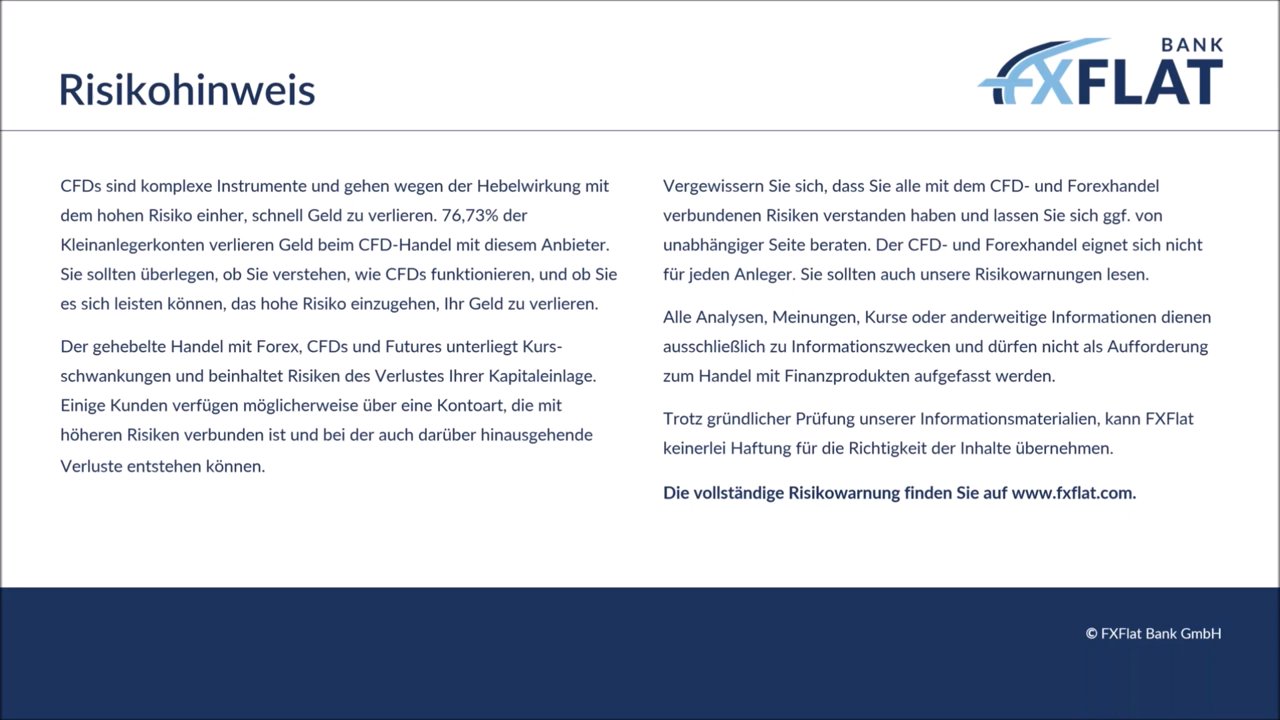 Risikohinweis
BANK
FXFLAT
CFDs sind komplexe Instrumente und gehen wegen der Hebelwirkung mit
dem hohen Risiko einher, schnell Geld zu verlieren. 76,73% der
Kleinanlegerkonten verlieren Geld beim CFD-Handel mit diesem Anbieter.
Sie sollten überlegen, ob Sie verstehen, wie CFDs funktionieren, und ob Sie
es sich leisten können, das hohe Risiko einzugehen, Ihr Geld zu verlieren.
Der gehebelte Handel mit Forex, CFDs und Futures unterliegt Kurs-
schwankungen und beinhaltet Risiken des Verlustes Ihrer Kapitaleinlage.
Einige Kunden verfügen möglicherweise über eine Kontoart, die mit
höheren Risiken verbunden ist und bei der auch darüber hinausgehende
Verluste entstehen können.
Vergewissern Sie sich, dass Sie alle mit dem CFD- und Forexhandel
verbundenen Risiken verstanden haben und lassen Sie sich ggf. von
unabhängiger Seite beraten. Der CFD- und Forexhandel eignet sich nicht
für jeden Anleger. Sie sollten auch unsere Risikowarnungen lesen.
Alle Analysen, Meinungen, Kurse oder anderweitige Informationen dienen
ausschließlich zu Informationszwecken und dürfen nicht als Aufforderung
zum Handel mit Finanzprodukten aufgefasst werden.
Trotz gründlicher Prüfung unserer Informationsmaterialien, kann FXFlat
keinerlei Haftung für die Richtigkeit der Inhalte übernehmen.
Die vollständige Risikowarnung finden Sie auf www.fxflat.com.
© FXFlat Bank GmbH